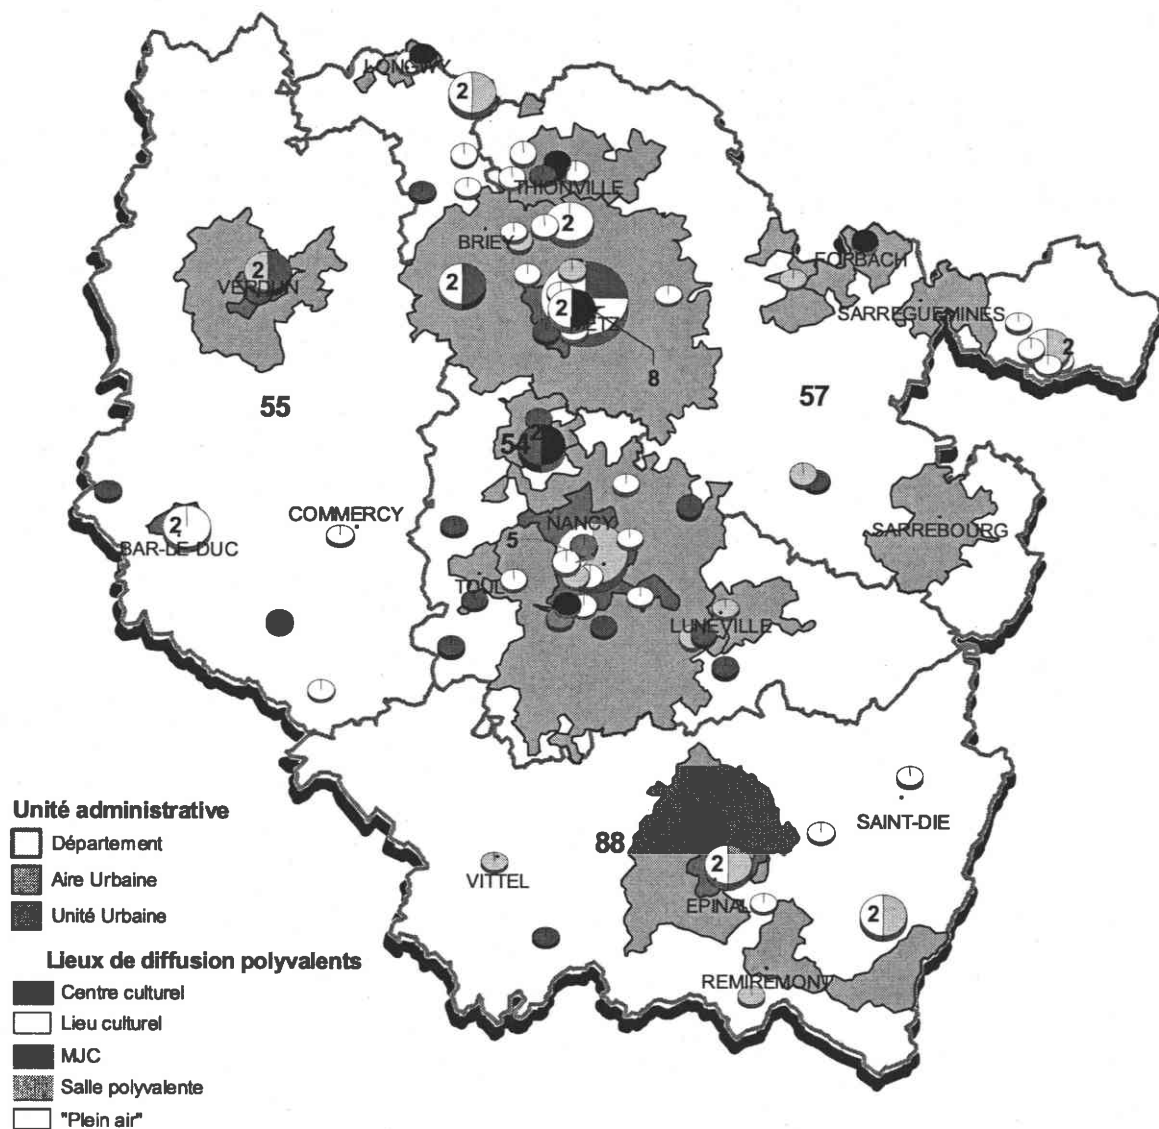 LONGWY
2
THIONVILLE
2
BRIEY
FORBACH
2
VERDUN
2
SARREGUEMINES
2
METZ
2
8
55
57
54
2
COMMERCY
NANCY
2
BAR-LE-DUC
5
SARREBOURG
TOUL
LUNEVILLE
Unité administrative
Département
Aire Urbaine
Unité Urbaine
88
SAINT-DIE
2
VITTEL
EPINAL
2
REMIREMONT
Lieux de diffusion polyvalents
Centre culturel
Lieu culturel
MJC
Salle polyvalente
"Plein air"